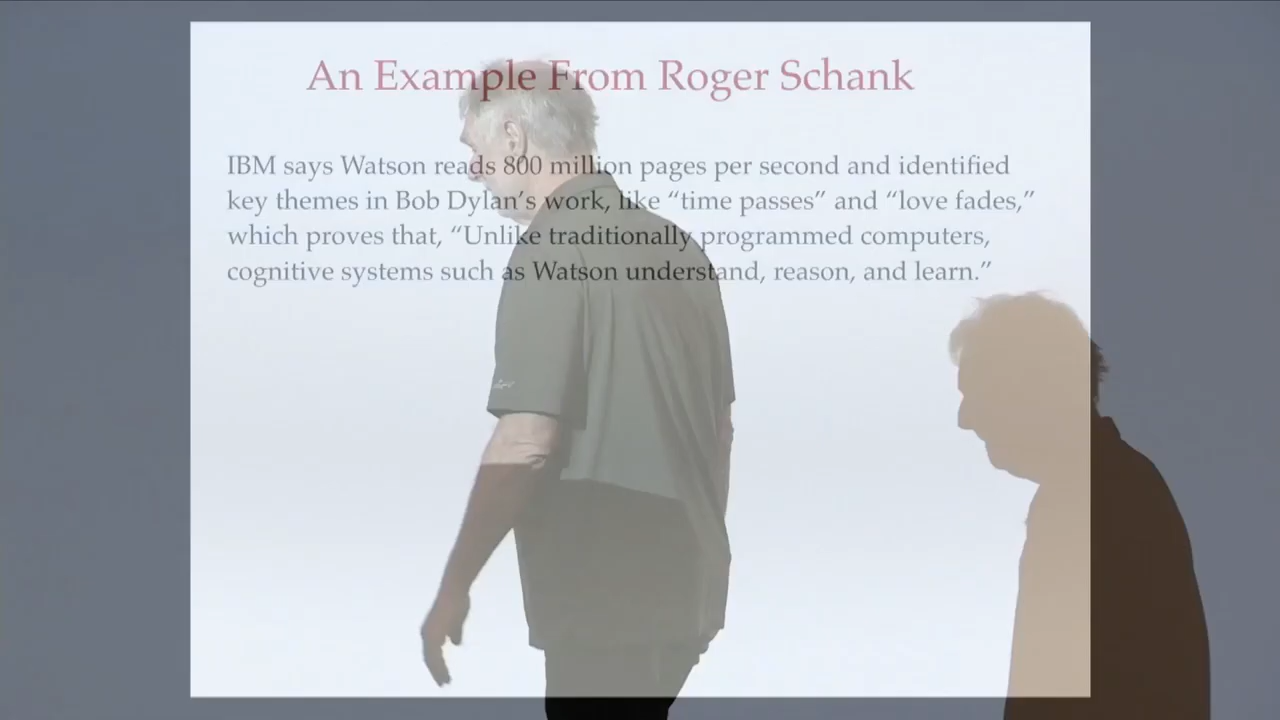 An Example From Roger Schank
IBM says Watson reads 800 million pages per second and identified
key themes in Bob Dylan’s work, like “time passes” and “love fades,”
which proves that, “Unlike traditionally programmed computers,
cognitive systems such as Watson understand, reason, and learn.”